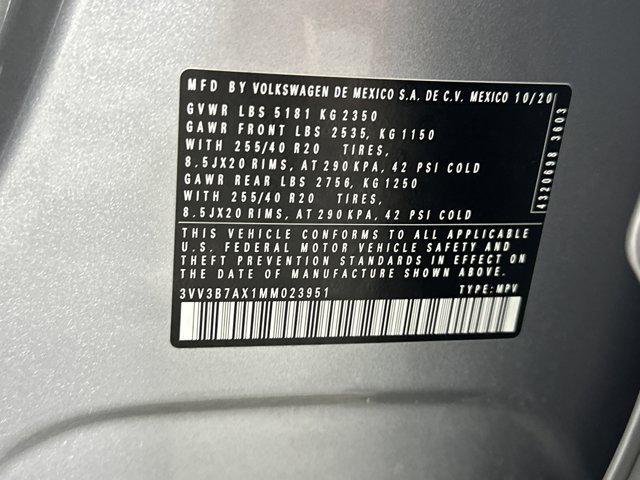 MFD BY VOLKSWAGEN DE MEXICO S.A. DE C.V. MEXICO 10/20
GVWR LBS 5181 KG 2350
GAWR FRONT LBS 2535, KG 1150
WITH 255/40 R20 TIRES,
8.5JX20 RIMS, AT 290 KPA, 42 PSI COLD
GAWR REAR LBS 2756, KG 1250
WITH 255/40 R20 TIRES,
8.5JX20 RIMS, AT 290 KPA, 42 PSI COLD
THIS VEHICLE CONFORMS TO ALL APPLICABLE
U.S. FEDERAL MOTOR VEHICLE SAFETY AND
THEFT PREVENTION STANDARDS IN EFFECT ON
THE DATE OF MANUFACTURE SHOWN ABOVE.
3VV3B7AX1MM023951 TYPE: MPV
4320698 3603